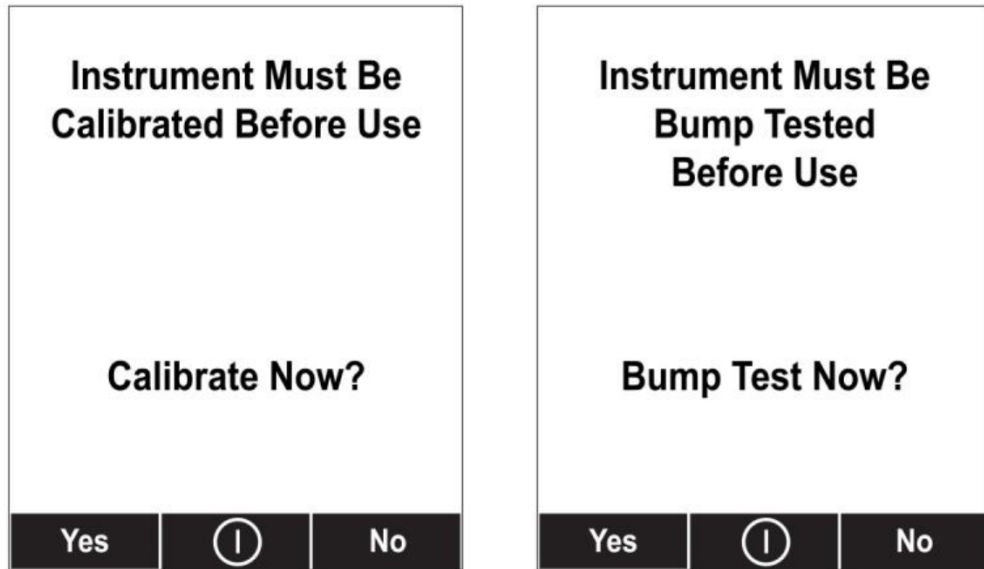 Instrument Must Be
Calibrated Before Use
Calibrate Now?
Yes
No
Instrument Must Be
Bump Tested
Before Use
Bump Test Now?
Yes
No